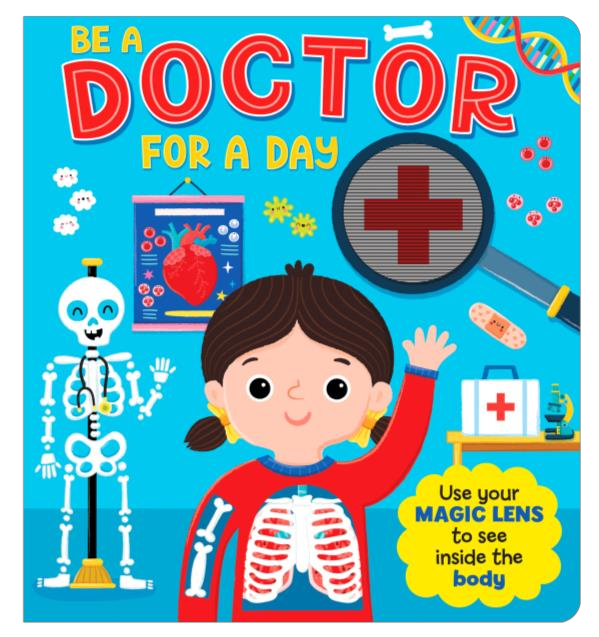 BE A
DOCTOR
FOR A DAY
Use your
MAGIC LENS
to see
inside the
body